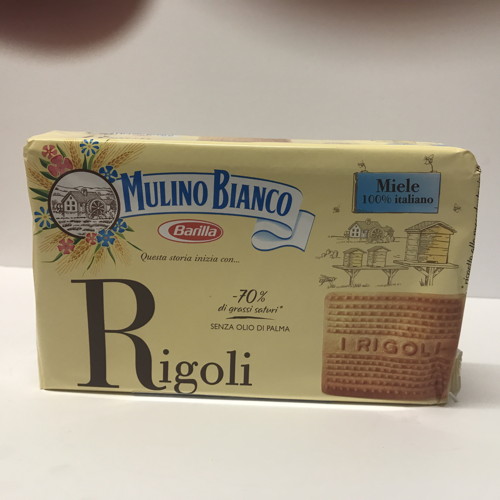 MULINO BIANCO
Barilla
Miele
100% italiano
Questa storia inizia con...
-70%
di grassi saturi*
SENZA OLIO DI PALMA
Rigoli
I RIGOLI